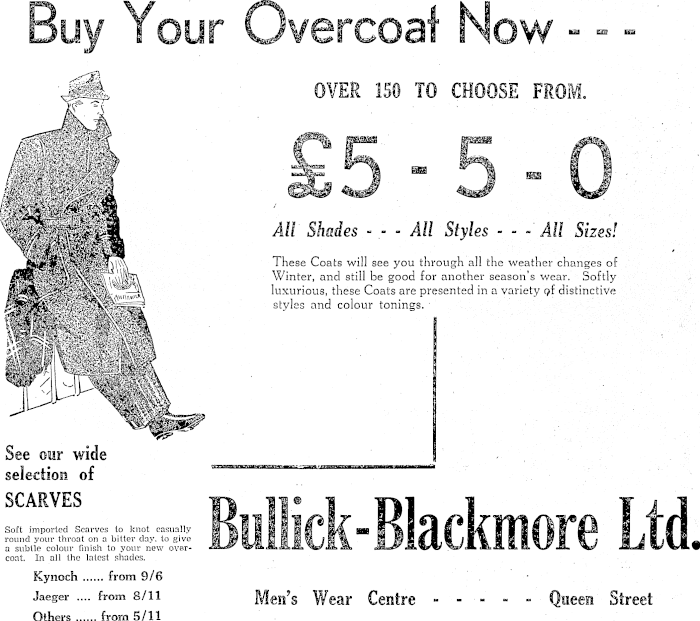 Buy Your Overcoat Now - - -
OVER 150 TO CHOOSE FROM.
£5 - 5 - 0
All Shades - - - All Styles - - - All Sizes!
These Coats will see you through all the weather changes of
Winter, and still be good for another season's wear. Softly
luxurious, these Coats are presented in a variety of distinctive
styles and colour tonings.
See our wide
selection of
SCARVES
Soft imported Scarves to knot casually
round your throat on a bitter day, to give
a subtle colour finish to your new over-
coat. In all the latest shades.
Kynoch ...... from 9/6
Jaeger .... from 8/11
Others ...... from 5/11
Bullick-Blackmore Ltd.
Men's Wear Centre - - - - - Queen Street